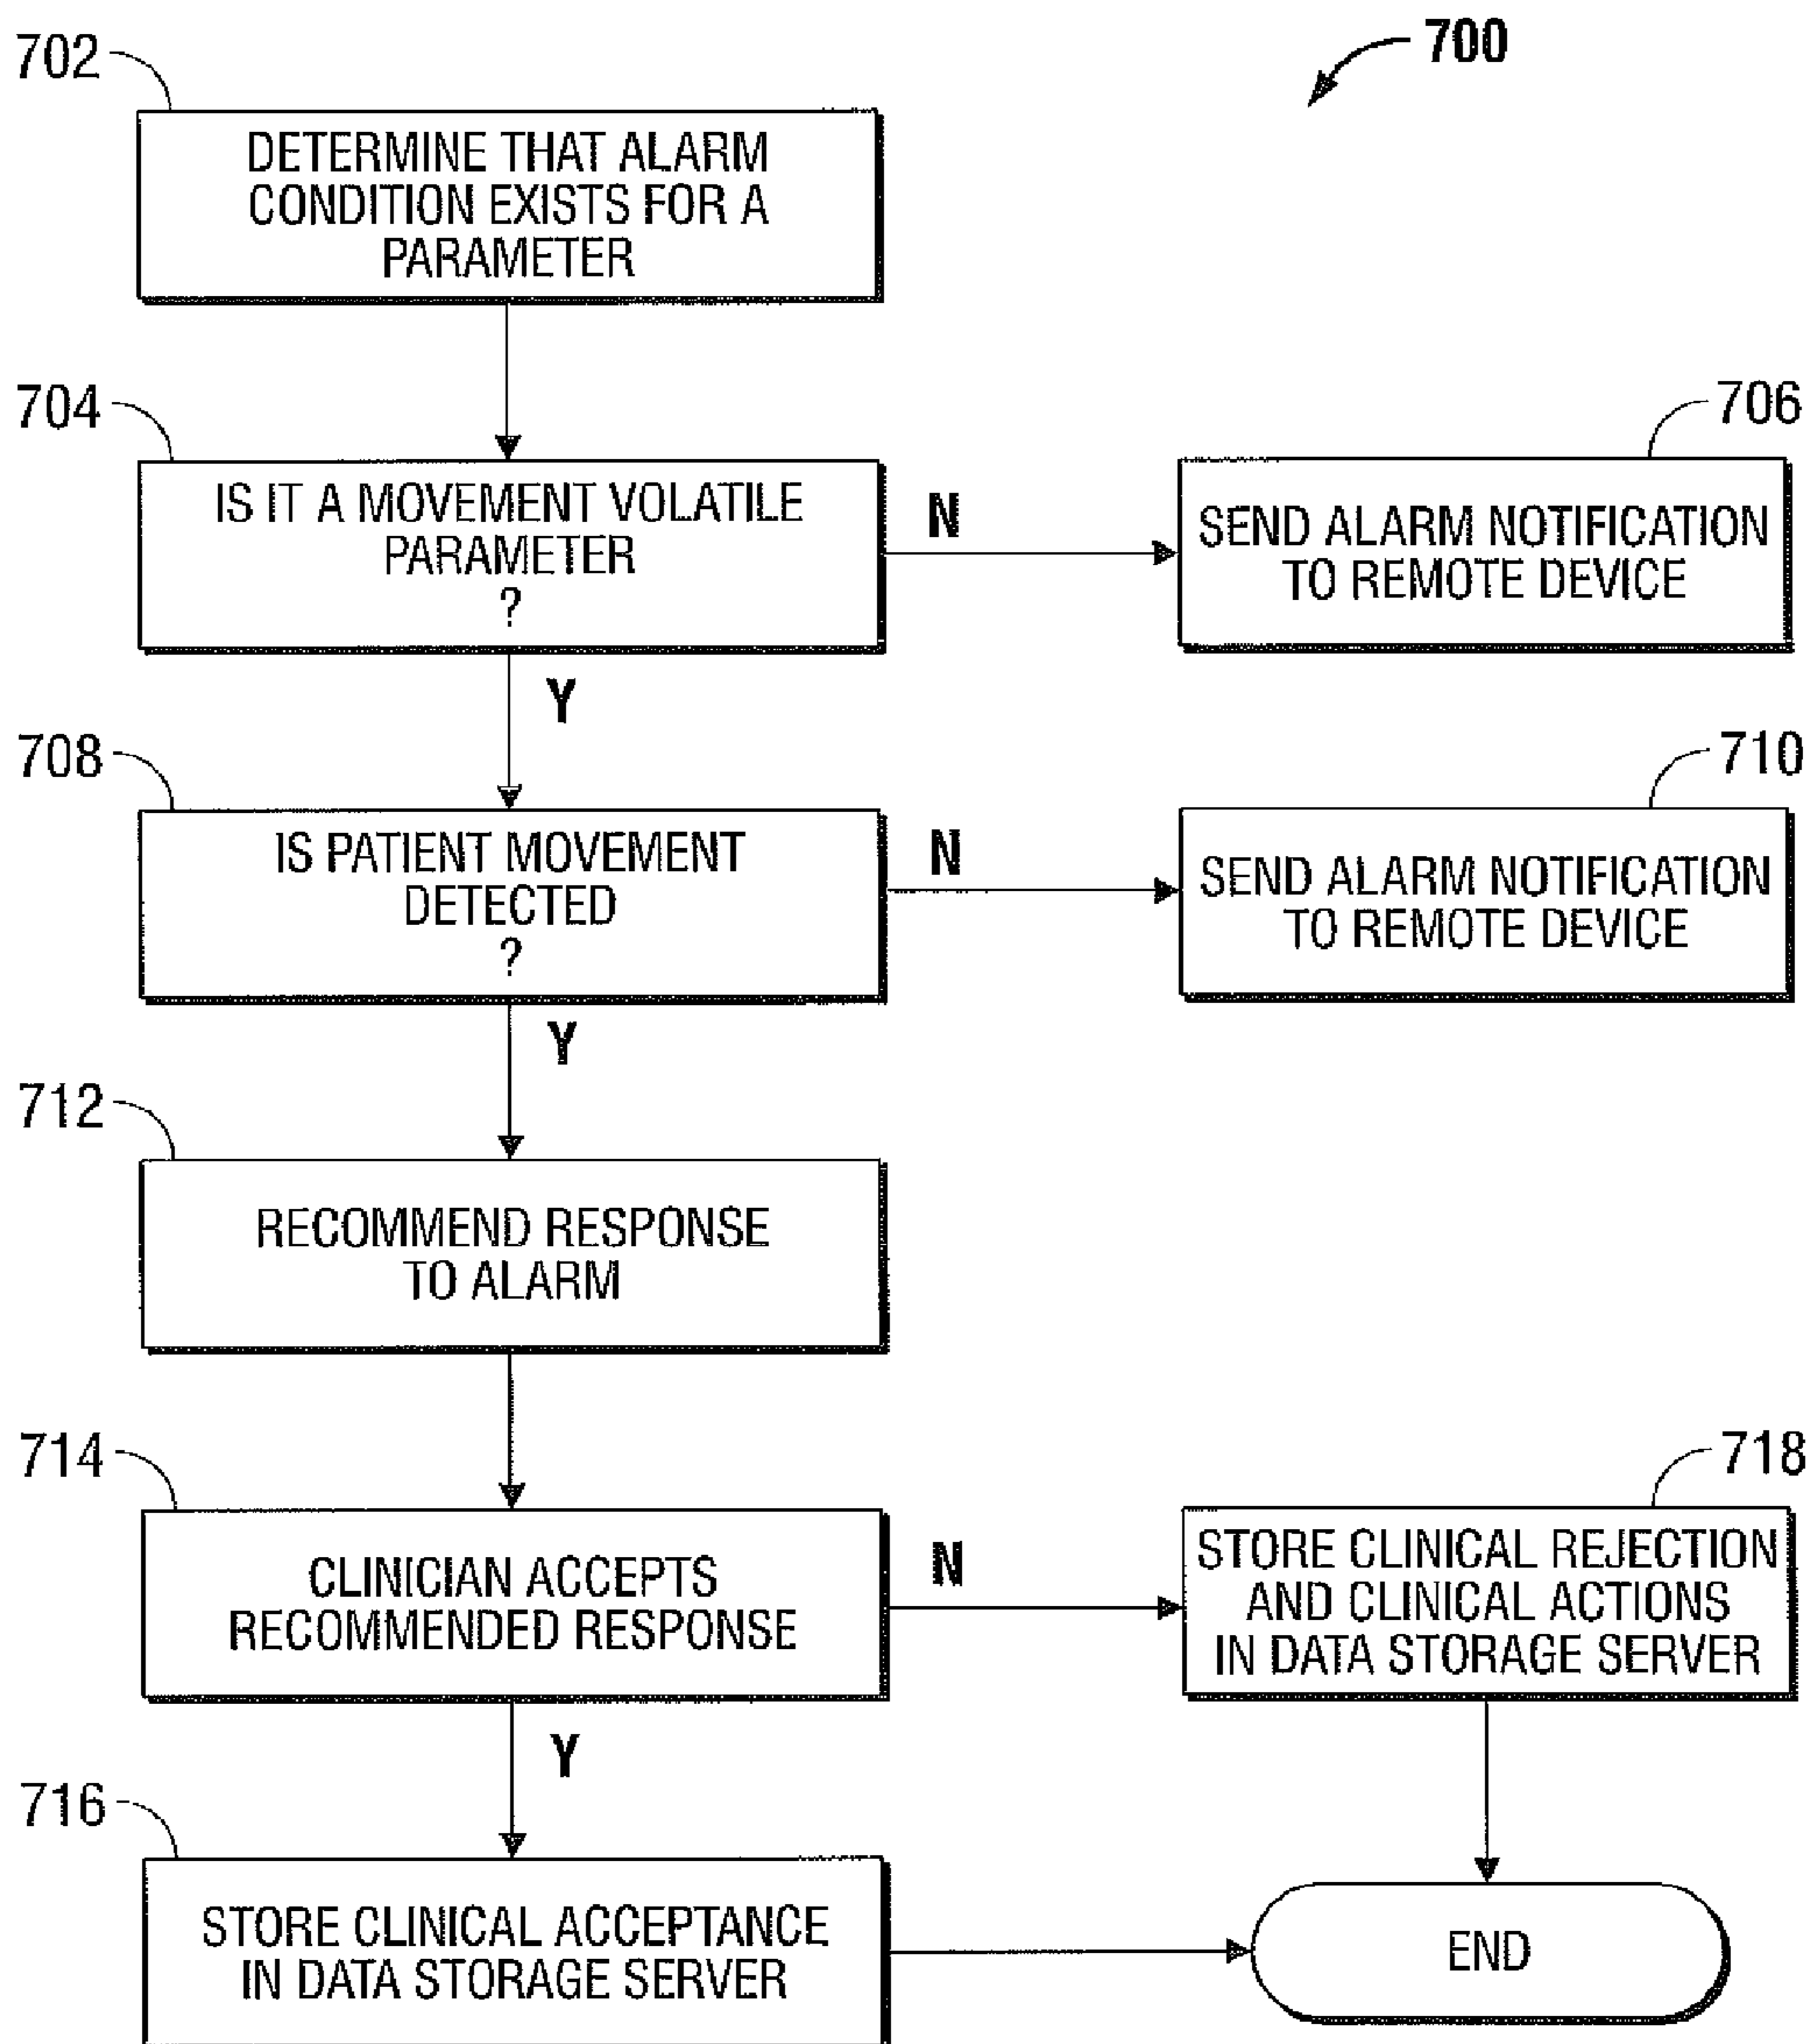 700
702
DETERMINE THAT ALARM
CONDITION EXISTS FOR A
PARAMETER
704
IS IT A MOVEMENT VOLATILE
PARAMETER
?
N
706
SEND ALARM NOTIFICATION
TO REMOTE DEVICE
Y
708
IS PATIENT MOVEMENT
DETECTED
?
N
710
SEND ALARM NOTIFICATION
TO REMOTE DEVICE
Y
712
RECOMMEND RESPONSE
TO ALARM
714
CLINICIAN ACCEPTS
RECOMMENDED RESPONSE
N
718
STORE CLINICAL REJECTION
AND CLINICAL ACTIONS
IN DATA STORAGE SERVER
Y
716
STORE CLINICAL ACCEPTANCE
IN DATA STORAGE SERVER
END